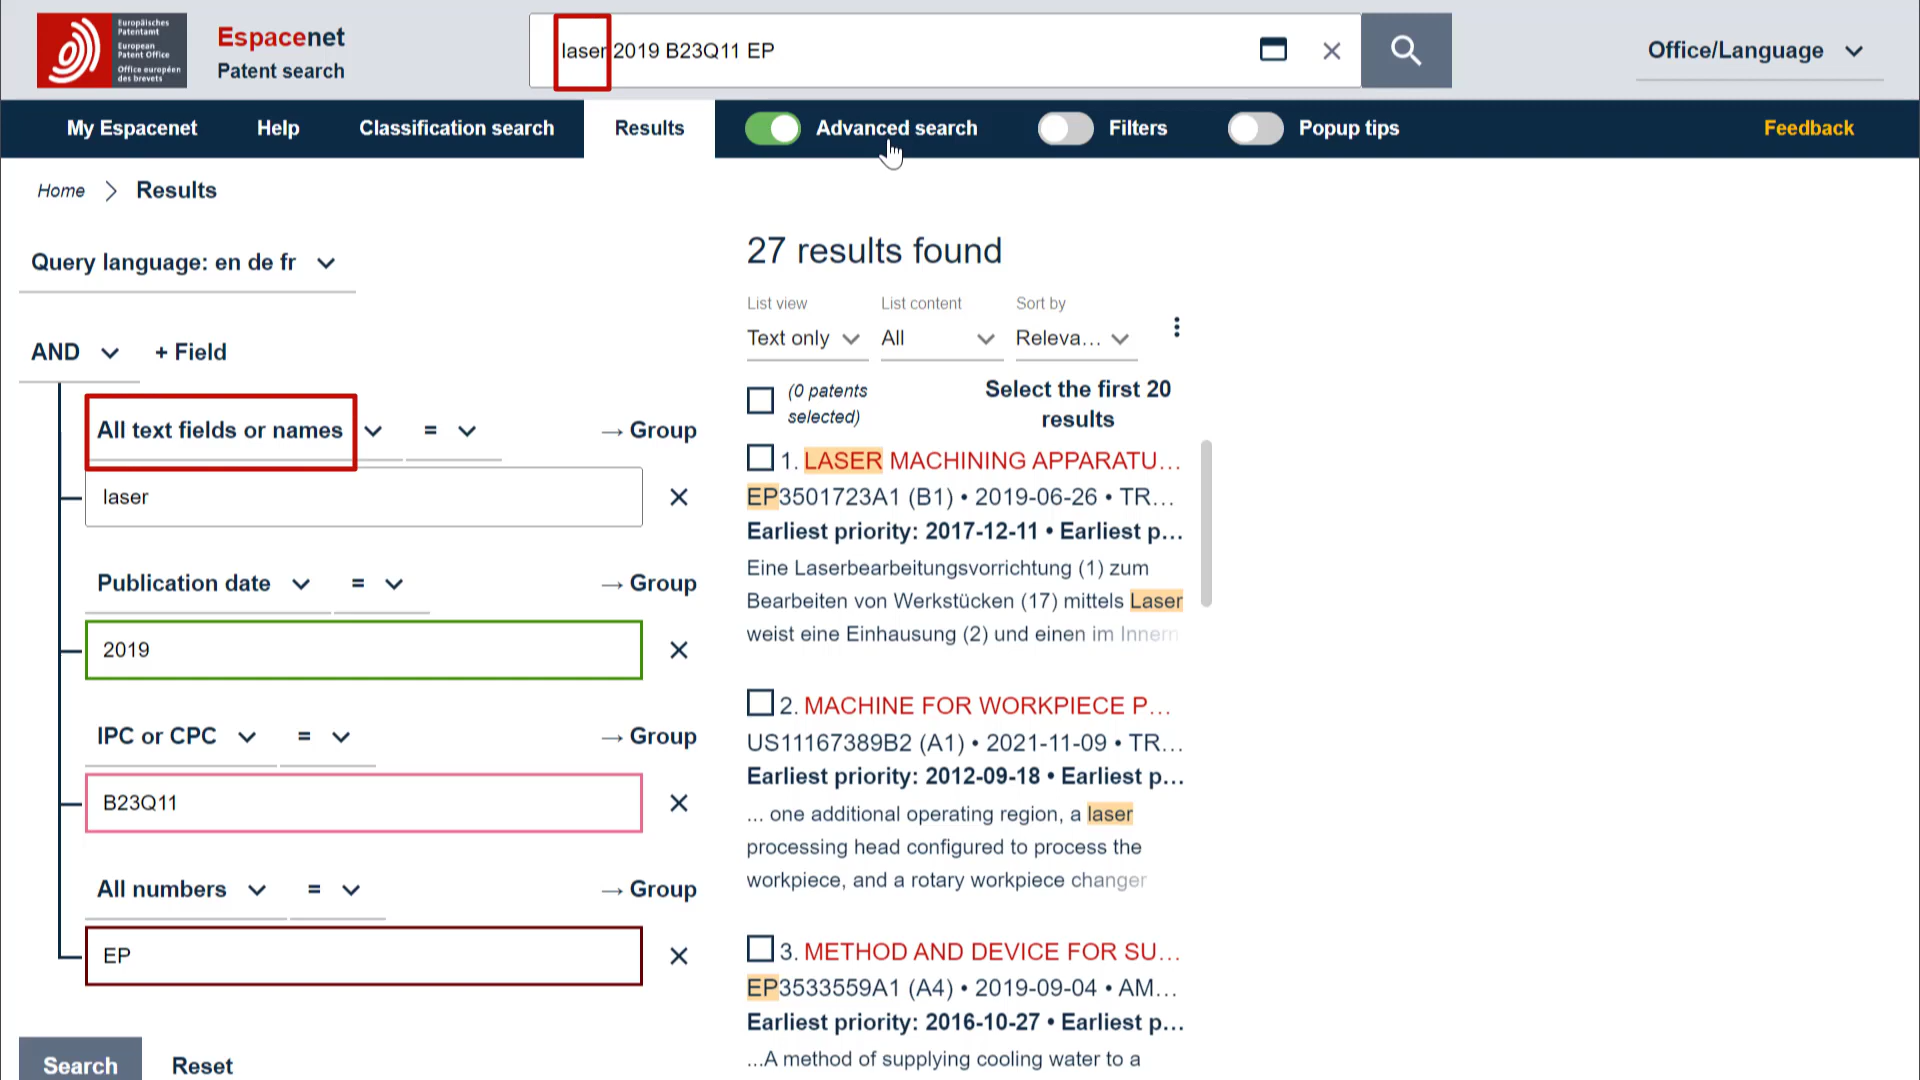 Europäisches
Patentamt
European
Patent Office
Office européen
des brevets
Espacenet
Patent search
laser 2019 B23Q11 EP
Office/Language
My Espacenet
Help
Classification search
Results
Advanced search
Filters
Popup tips
Feedback
Home > Results
Query language: en de fr
AND
+ Field
All text fields or names
=
→ Group
laser
Publication date
=
→ Group
2019
IPC or CPC
=
→ Group
B23Q11
All numbers
=
→ Group
EP
Search
Reset
27 results found
List view
List content
Sort by
Text only
All
Releva...
(0 patents
selected)
Select the first 20
results
1. LASER MACHINING APPARATU...
EP3501723A1 (B1) • 2019-06-26 • TR...
Earliest priority: 2017-12-11 • Earliest p...
Eine Laserbearbeitungsvorrichtung (1) zum
Bearbeiten von Werkstücken (17) mittels Laser
weist eine Einhausung (2) und einen im Innern
2. MACHINE FOR WORKPIECE P...
US11167389B2 (A1) • 2021-11-09 • TR...
Earliest priority: 2012-09-18 • Earliest p...
... one additional operating region, a laser
processing head configured to process the
workpiece, and a rotary workpiece changer
3. METHOD AND DEVICE FOR SU...
EP3533559A1 (A4) • 2019-09-04 • AM...
Earliest priority: 2016-10-27 • Earliest p...
...A method of supplying cooling water to a